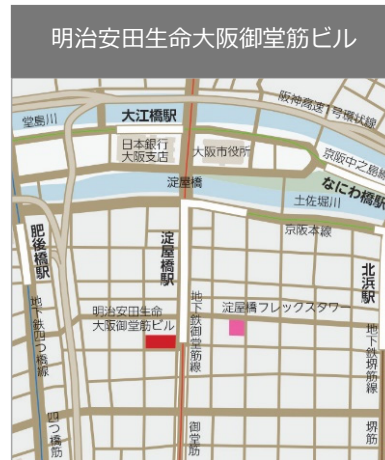 明治安田生命大阪御堂筋ビル
阪神高速1号環状線
堂島川
大江橋駅
日本銀行
大阪支店
大阪市役所
京阪中之島線
なにわ橋駅
淀屋橋
土佐堀川
京阪本線
肥後橋駅
淀屋橋駅
北浜駅
地下鉄四つ橋線
明治安田生命
大阪御堂筋ビル
地下鉄御堂筋線
淀屋橋フレックスタワー
地下鉄堺筋線
四つ橋筋
御堂筋
堺筋